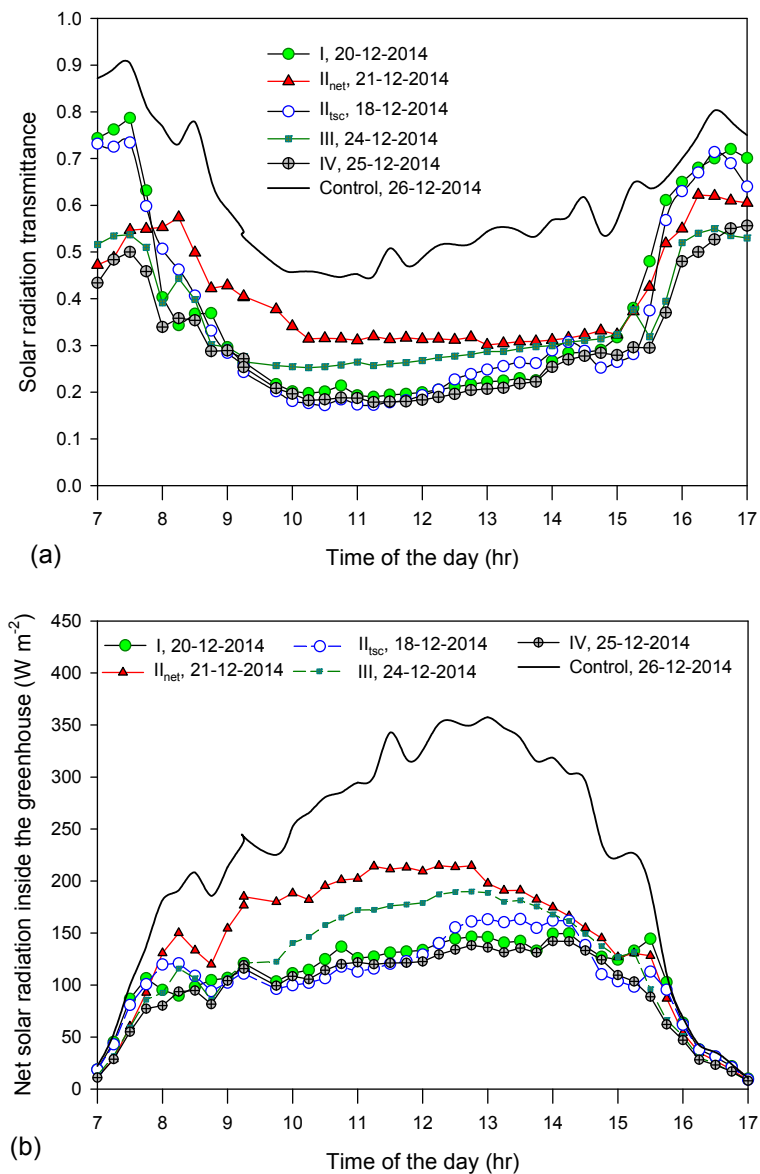 1.0
I, 20-12-2014
II_net, 21-12-2014
II_tsc, 18-12-2014
III, 24-12-2014
IV, 25-12-2014
Control, 26-12-2014
0.9
0.8
0.7
0.6
0.5
0.4
0.3
0.2
0.1
0.0
Solar radiation transmittance
7 8 9 10 11 12 13 14 15 16 17
Time of the day (hr)
(a)
450
I, 20-12-2014 II_tsc, 18-12-2014 IV, 25-12-2014
II_net, 21-12-2014 III, 24-12-2014 Control, 26-12-2014
400
350
300
250
200
150
100
50
0
Net solar radiation inside the greenhouse (W m⁻²)
7 8 9 10 11 12 13 14 15 16 17
Time of the day (hr)
(b)